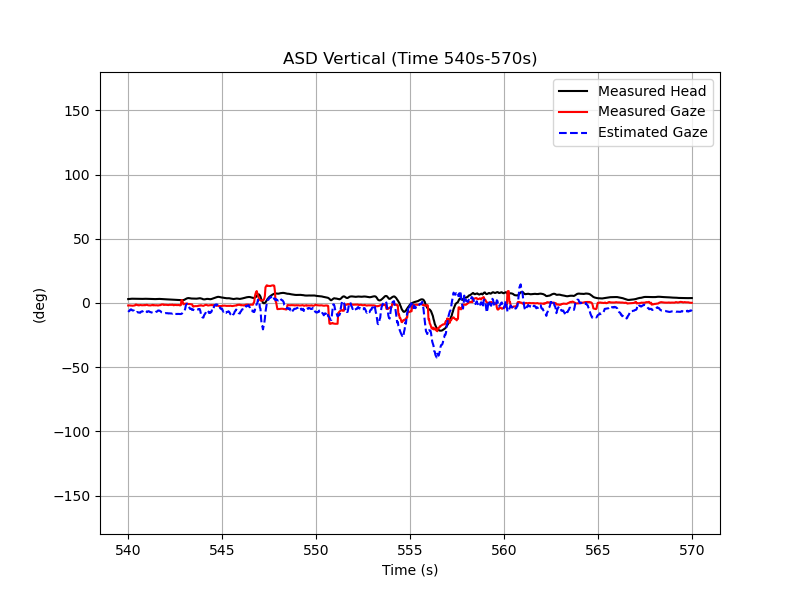 ASD Vertical (Time 540s-570s)
Measured Head
Measured Gaze
Estimated Gaze
150
100
50
0
−50
−100
−150
(deg)
540 545 550 555 560 565 570
Time (s)